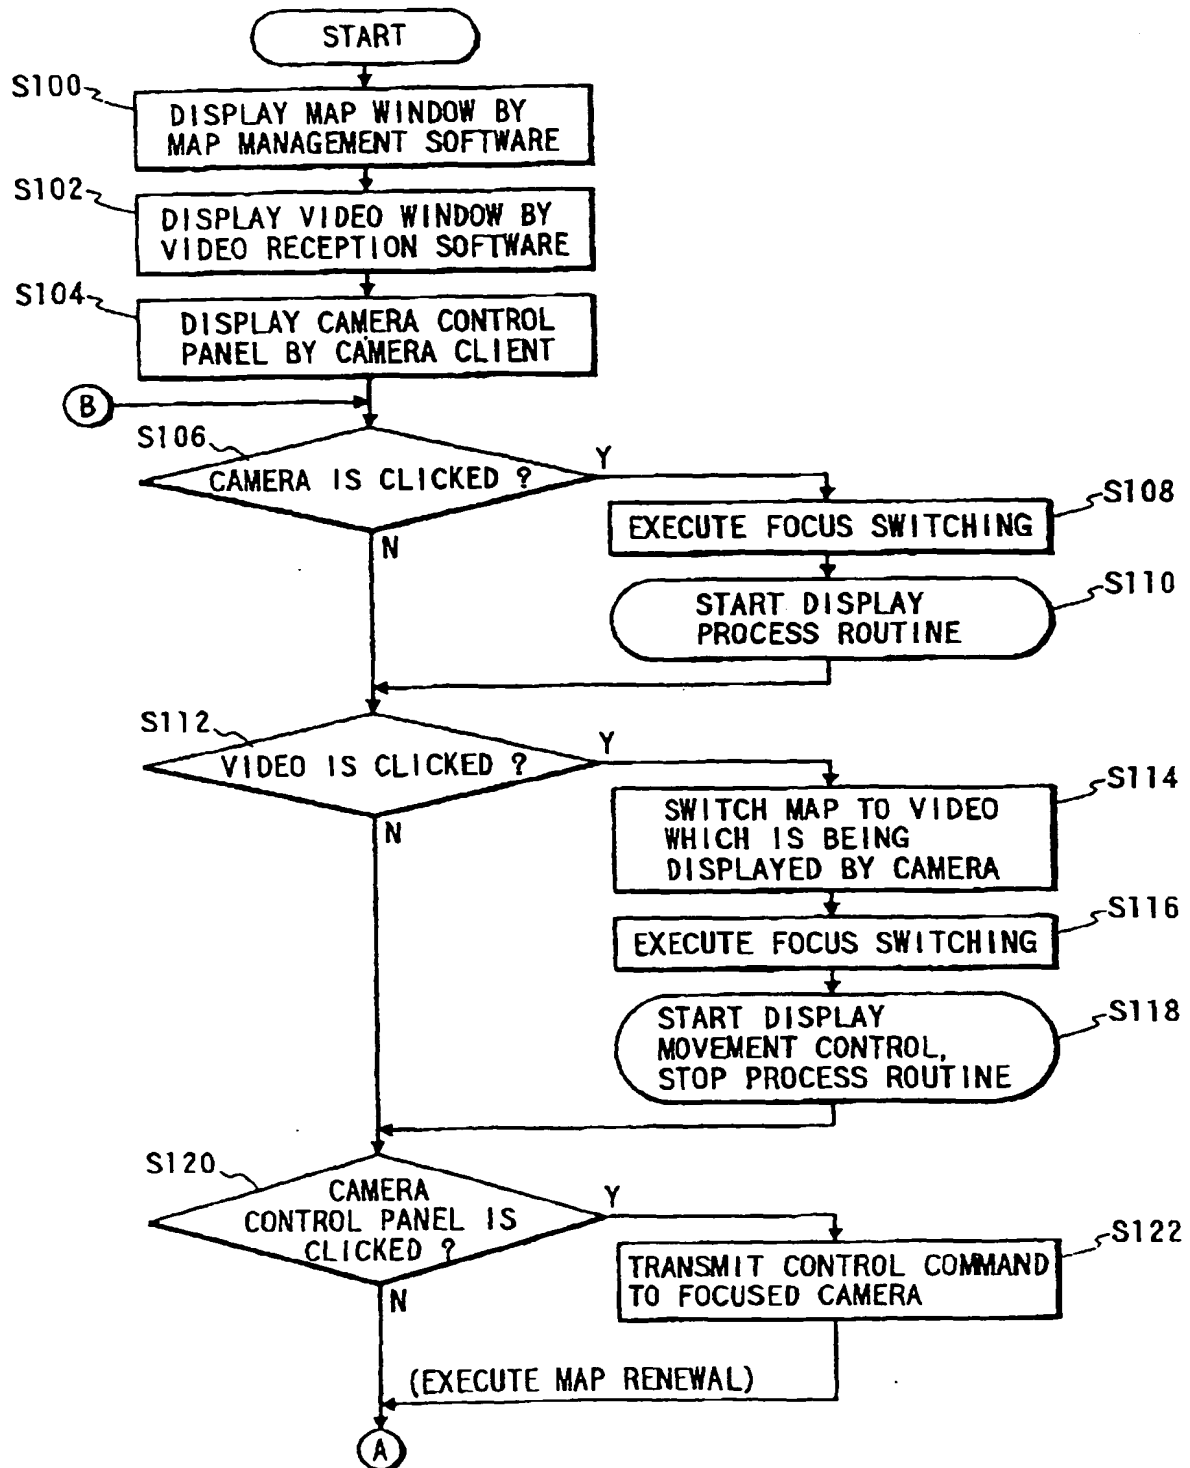 START
S100
DISPLAY MAP WINDOW BY
MAP MANAGEMENT SOFTWARE
S102
DISPLAY VIDEO WINDOW BY
VIDEO RECEPTION SOFTWARE
S104
DISPLAY CAMERA CONTROL
PANEL BY CAMERA CLIENT
B
S106
CAMERA IS CLICKED ?
Y
N
S108
EXECUTE FOCUS SWITCHING
S110
START DISPLAY
PROCESS ROUTINE
S112
VIDEO IS CLICKED ?
Y
N
S114
SWITCH MAP TO VIDEO
WHICH IS BEING
DISPLAYED BY CAMERA
S116
EXECUTE FOCUS SWITCHING
S118
START DISPLAY
MOVEMENT CONTROL,
STOP PROCESS ROUTINE
S120
CAMERA
CONTROL PANEL IS
CLICKED ?
Y
N
S122
TRANSMIT CONTROL COMMAND
TO FOCUSED CAMERA
(EXECUTE MAP RENEWAL)
A